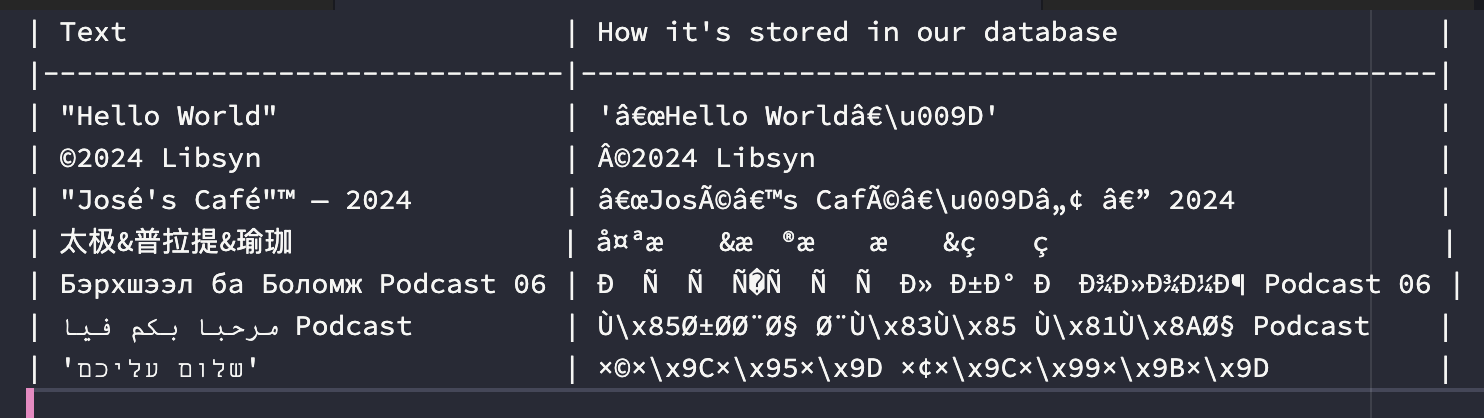 | Text | How it's stored in our database |
|-------------------------------|---------------------------------------------------|
| "Hello World" | 'â€œHello Worldâ€\u009D' |
| ©2024 Libsyn | Â©2024 Libsyn |
| "José's Café"™ — 2024 | â€œJosÃ©â€™s CafÃ©â€\u009Dâ„¢ â€” 2024 |
| 太极&普拉提&瑜珈 | å¤ªæ &æ ®æ æ &ç ç |
| Бэрхшээл ба Боломж Podcast 06 | Ð Ñ Ñ Ñ�Ñ Ñ Ñ Ð» Ð±Ð° Ð Ð¾Ð»Ð¾Ð¼Ð¶ Podcast 06 |
| مرحبا بكم فيا Podcast | Ù\x85Ø±ØØ¨Ø§ Ø¨Ù\x83Ù\x85 Ù\x81Ù\x8AØ§ Podcast |
| 'שלום עליכם' | ×©×\x9C×\x95×\x9D ×¢×\x9C×\x99×\x9B×\x9D |